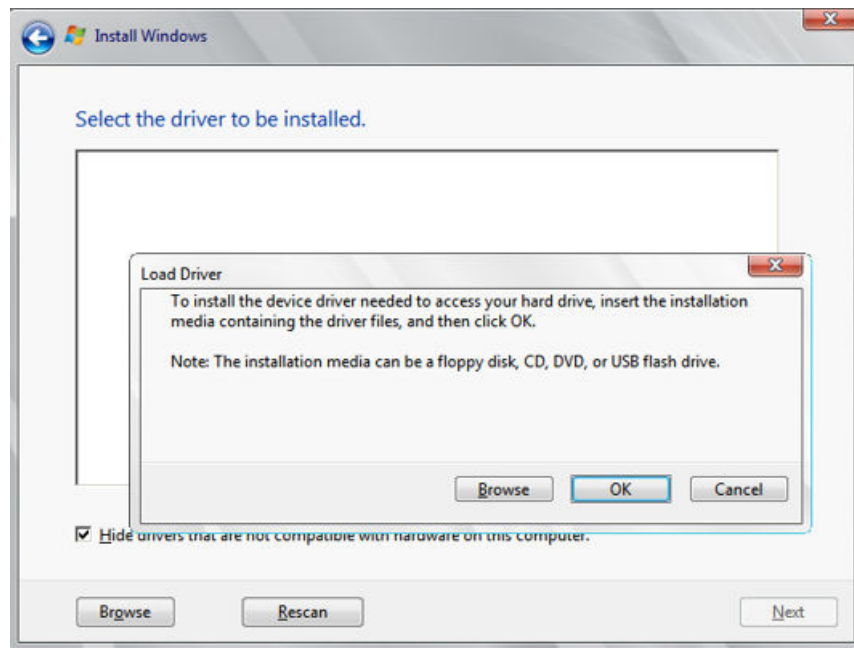 Install Windows
Select the driver to be installed.
Load Driver
To install the device driver needed to access your hard drive, insert the installation
media containing the driver files, and then click OK.
Note: The installation media can be a floppy disk, CD, DVD, or USB flash drive.
Browse OK Cancel
Hide drivers that are not compatible with hardware on this computer.
Browse Rescan Next